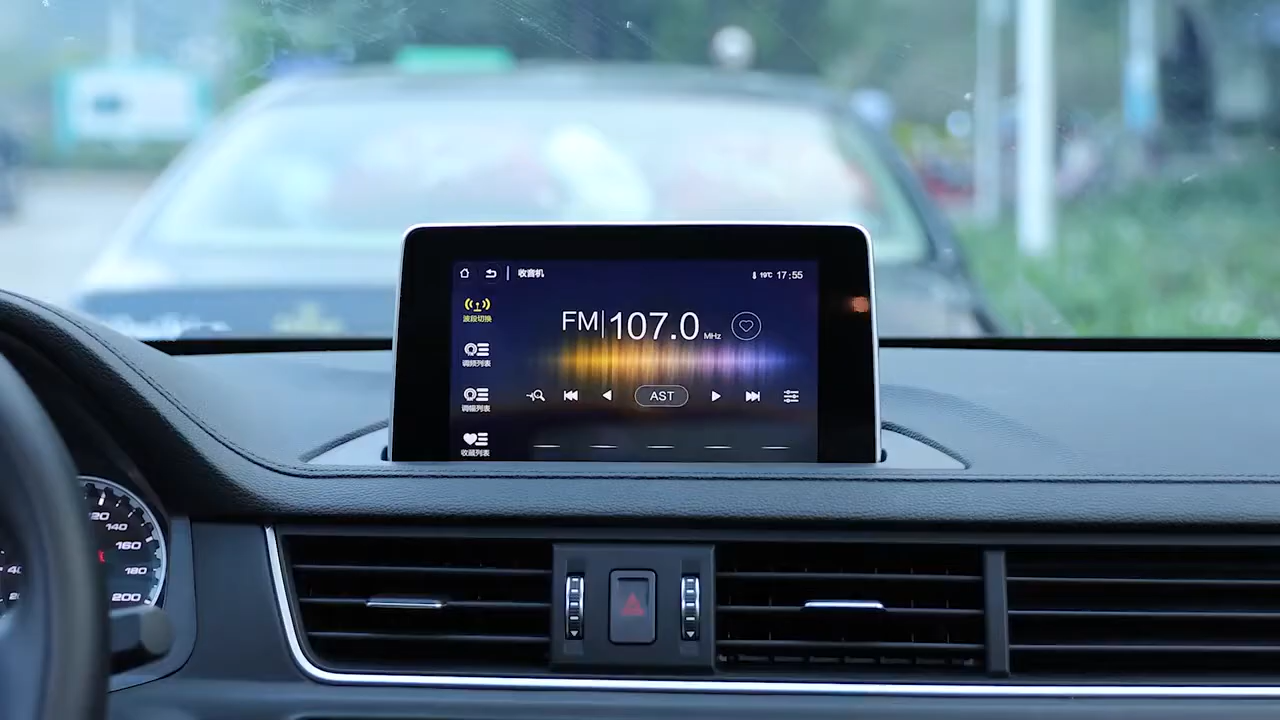 收音机
19℃ 17:55
波段切换
FM 107.0 MHz
调频列表
AST
调幅列表
收藏列表
120
140
160
180
200
40